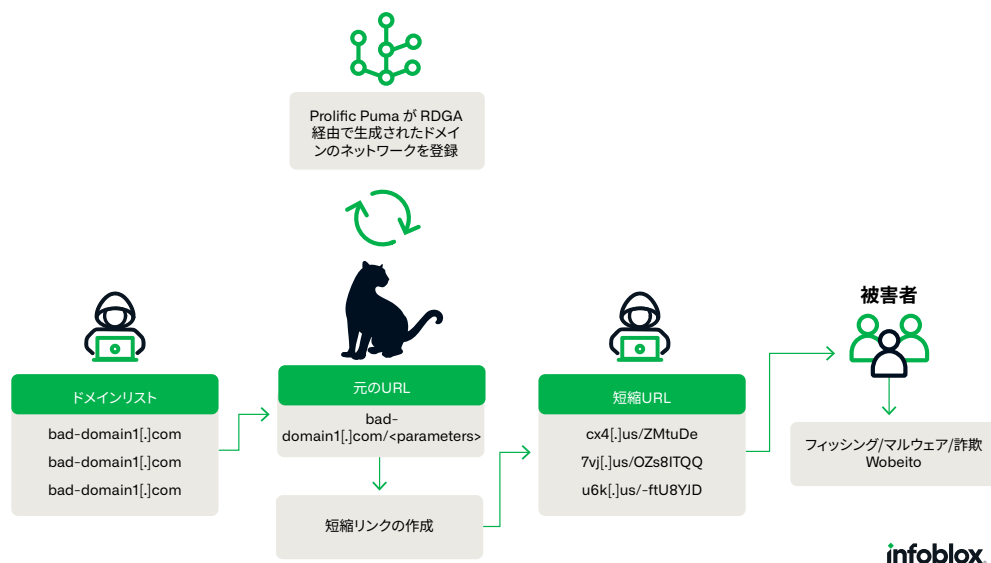 Prolific Puma が RDGA
経由で生成されたドメイ
ンのネットワークを登録
ドメインリスト
bad-domain1[.]com
bad-domain1[.]com
bad-domain1[.]com
元のURL
bad-
domain1[.]com/<parameters>
短縮リンクの作成
短縮URL
cx4[.]us/ZMtuDe
7vj[.]us/OZs8ITQQ
u6k[.]us/-ftU8YJD
被害者
フィッシング/マルウェア/詐欺
Wobeito
infoblox